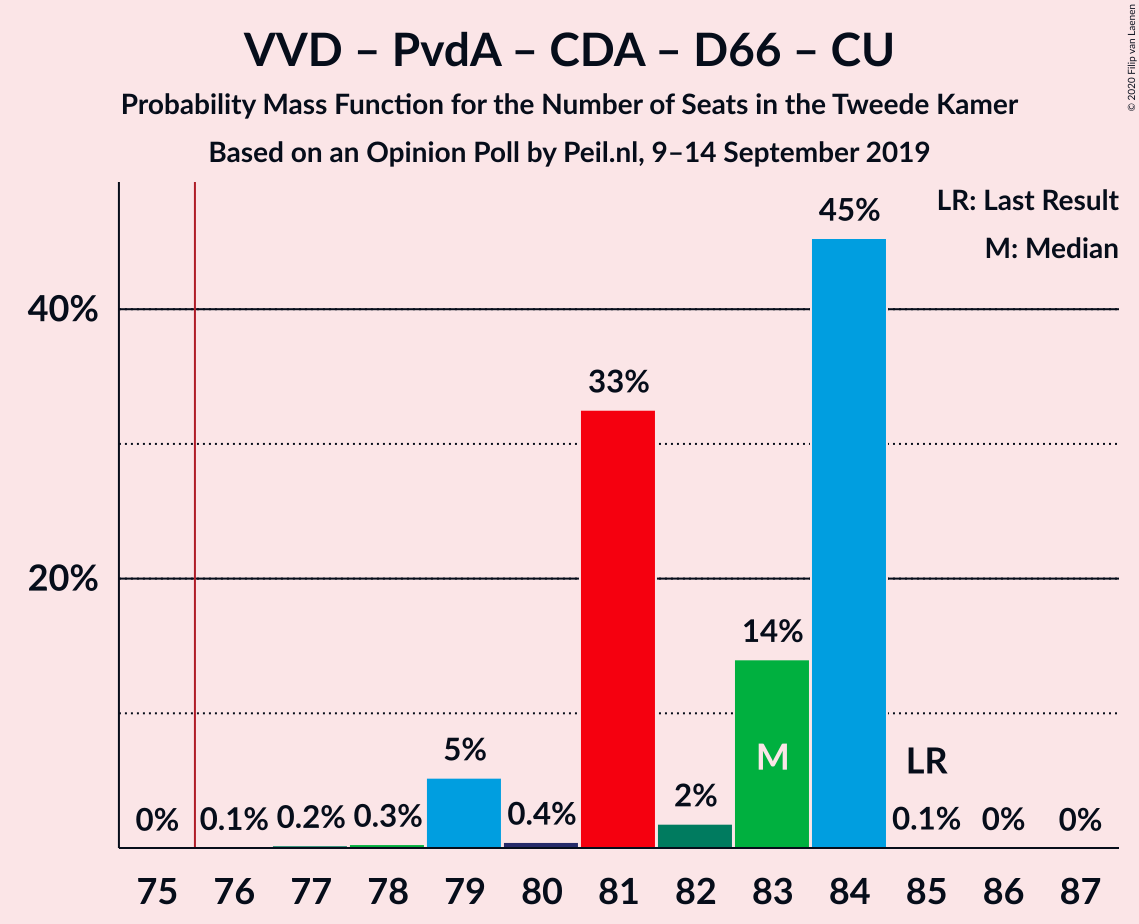 VVD – PvdA – CDA – D66 – CU
Probability Mass Function for the Number of Seats in the Tweede Kamer
Based on an Opinion Poll by Peil.nl, 9–14 September 2019
© 2020 Filip van Laenen
LR: Last Result
M: Median
40%
20%
0%
0.1%
0.2%
0.3%
5%
0.4%
33%
2%
14%
M
45%
LR
0.1%
0%
0%
75 76 77 78 79 80 81 82 83 84 85 86 87